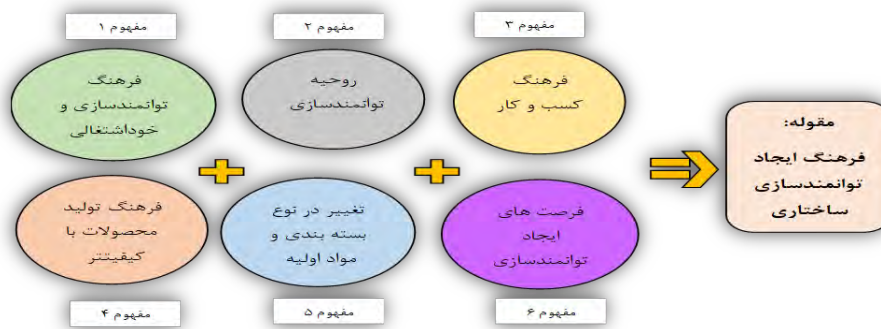 مفهوم ۱
مفهوم ۲
مفهوم ۳
فرهنگ
توانمندسازی و
خوداشتغالی
روحیه
توانمندسازی
فرهنگ
کسب و کار
مقوله:
فرهنگ ایجاد
توانمندسازی
ساختاری
فرهنگ تولید
محصولات با
کیفیتتر
تغییر در نوع
بسته بندی و
مواد اولیه
فرصت های
ایجاد
توانمندسازی
مفهوم ۴
مفهوم ۵
مفهوم ۶